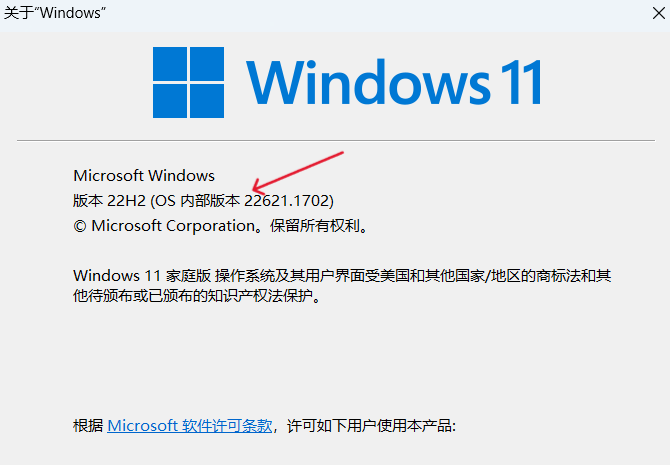 关于“Windows”
Windows 11
Microsoft Windows
版本 22H2 (OS 内部版本 22621.1702)
© Microsoft Corporation。保留所有权利。
Windows 11 家庭版 操作系统及其用户界面受美国和其他国家/地区的商标法和其
他待颁布或已颁布的知识产权法保护。
根据 Microsoft 软件许可条款，许可如下用户使用本产品: